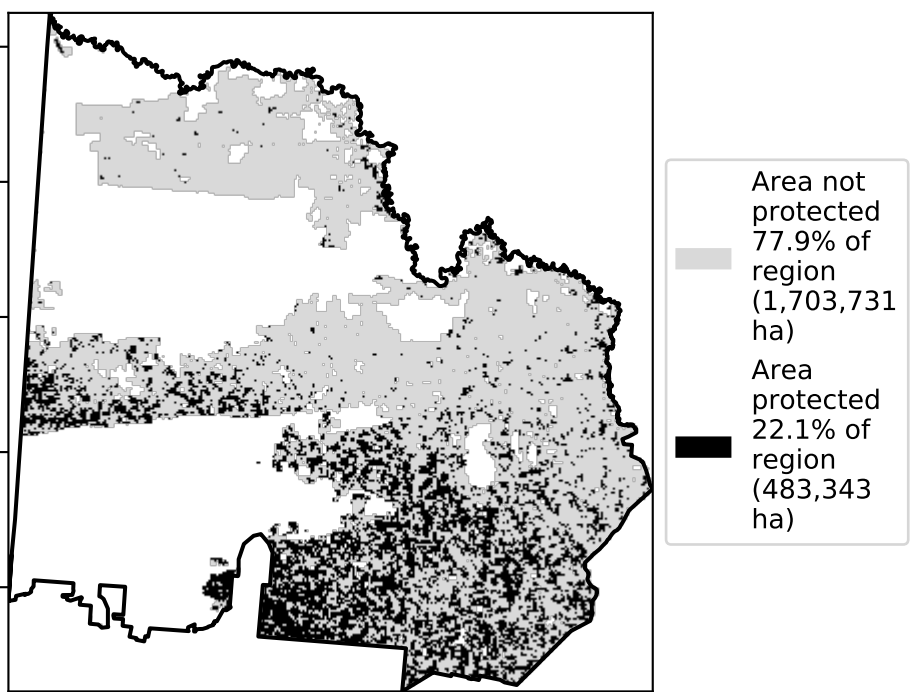 Area not
protected
77.9% of
region
(1,703,731
ha)
Area
protected
22.1% of
region
(483,343
ha)